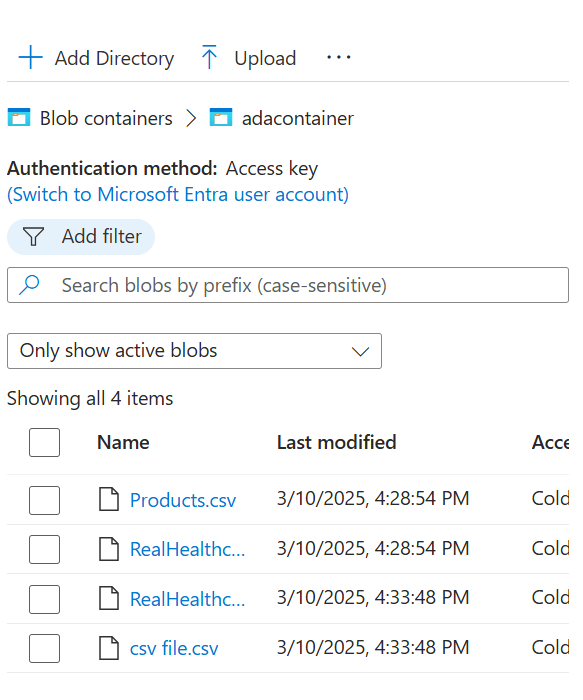 Add Directory Upload ...
Blob containers > adacontainer
Authentication method: Access key
(Switch to Microsoft Entra user account)
Add filter
Search blobs by prefix (case-sensitive)
Only show active blobs
Showing all 4 items
Name Last modified Acce
Products.csv 3/10/2025, 4:28:54 PM Cold
RealHealthc... 3/10/2025, 4:28:54 PM Cold
RealHealthc... 3/10/2025, 4:33:48 PM Cold
csv file.csv 3/10/2025, 4:33:48 PM Cold